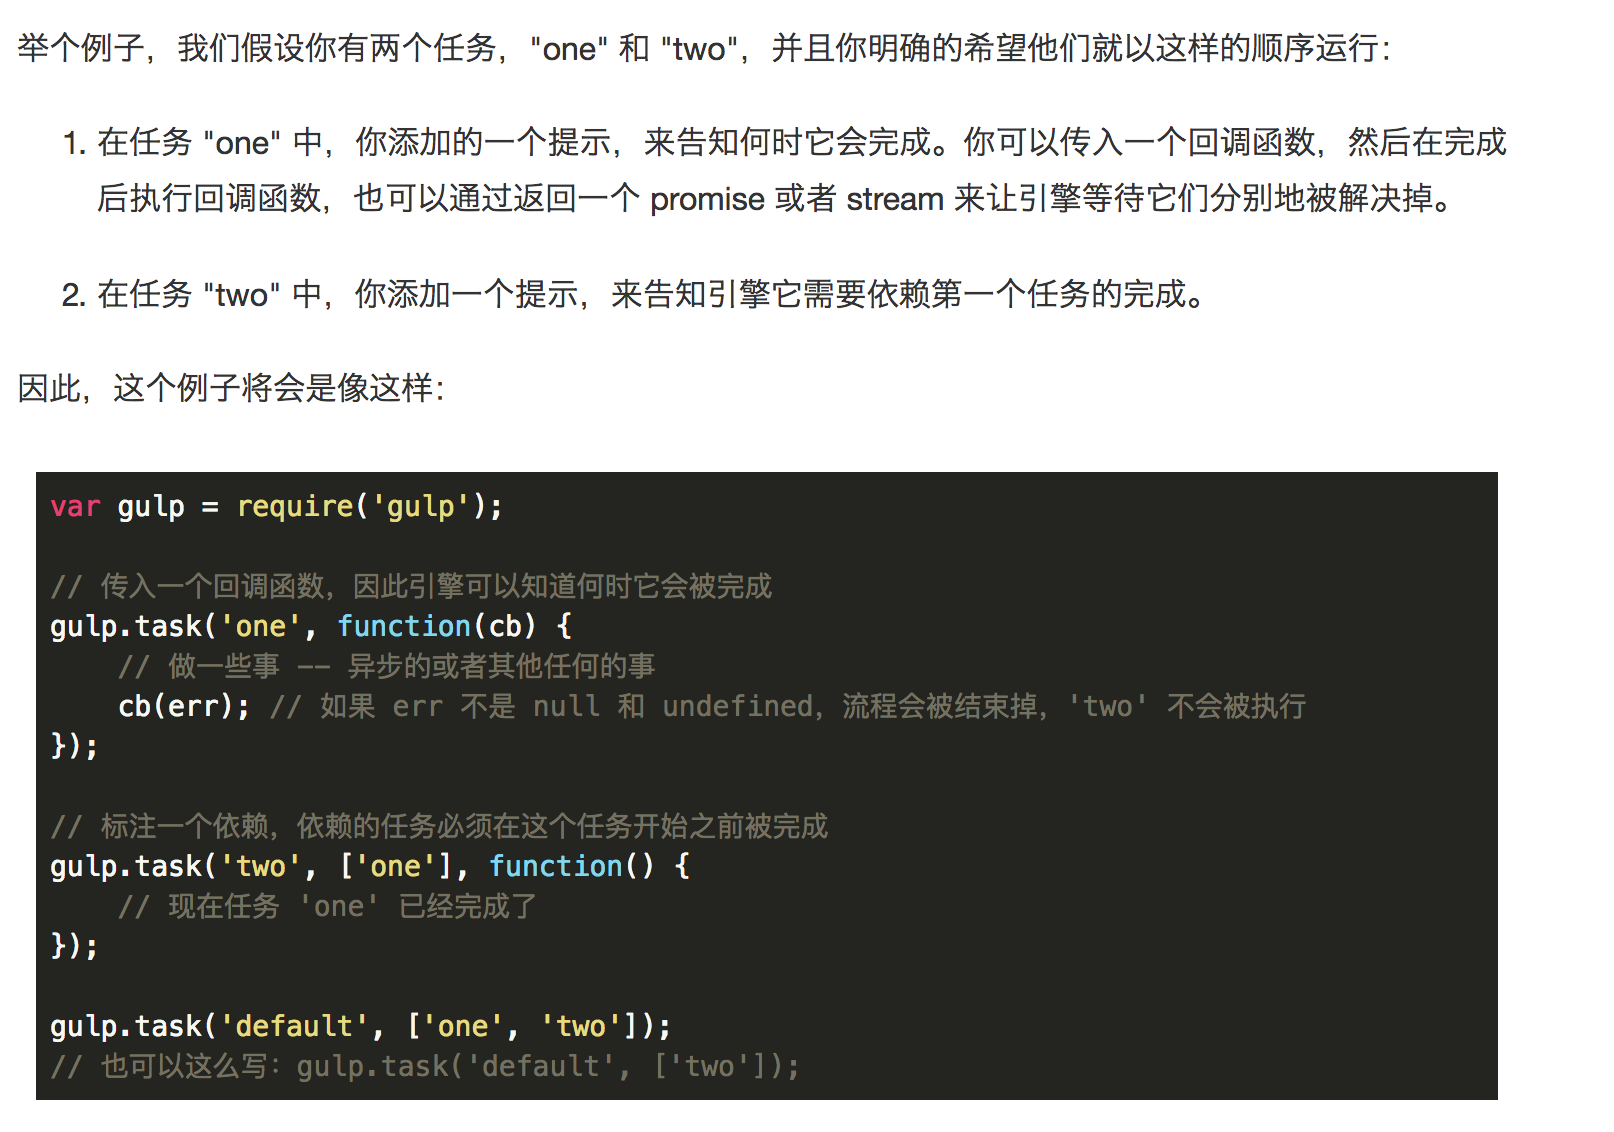 举个例子，我们假设你有两个任务，"one" 和 "two"，并且你明确的希望他们就以这样的顺序运行：
1. 在任务 "one" 中，你添加的一个提示，来告知何时它会完成。你可以传入一个回调函数，然后在完成
后执行回调函数，也可以通过返回一个 promise 或者 stream 来让引擎等待它们分别地被解决掉。
2. 在任务 "two" 中，你添加一个提示，来告知引擎它需要依赖第一个任务的完成。
因此，这个例子将会是像这样：
var gulp = require('gulp');
// 传入一个回调函数，因此引擎可以知道何时它会被完成
gulp.task('one', function(cb) {
    // 做一些事 -- 异步的或者其他任何的事
    cb(err); // 如果 err 不是 null 和 undefined，流程会被结束掉，'two' 不会被执行
});
// 标注一个依赖，依赖的任务必须在这个任务开始之前被完成
gulp.task('two', ['one'], function() {
    // 现在任务 'one' 已经完成了
});
gulp.task('default', ['one', 'two']);
// 也可以这么写：gulp.task('default', ['two']);